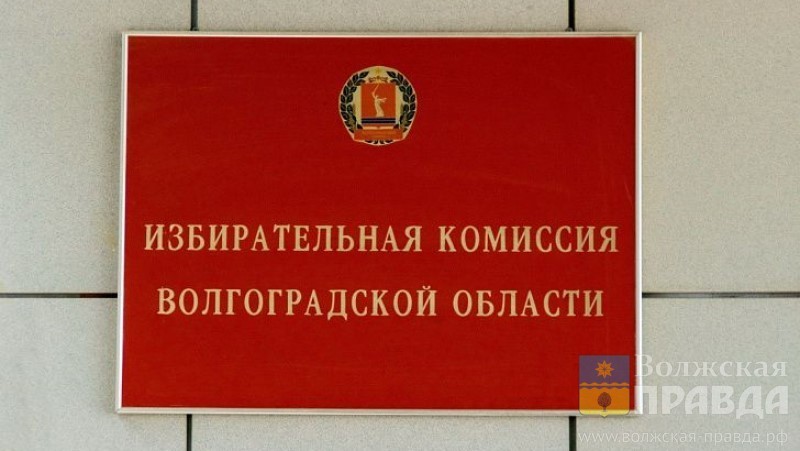 ИЗБИРАТЕЛЬНАЯ КОМИССИЯ
ВОЛГОГРАДСКОЙ ОБЛАСТИ
Волжская
ПРАВДА
www.волжская-правда.рф